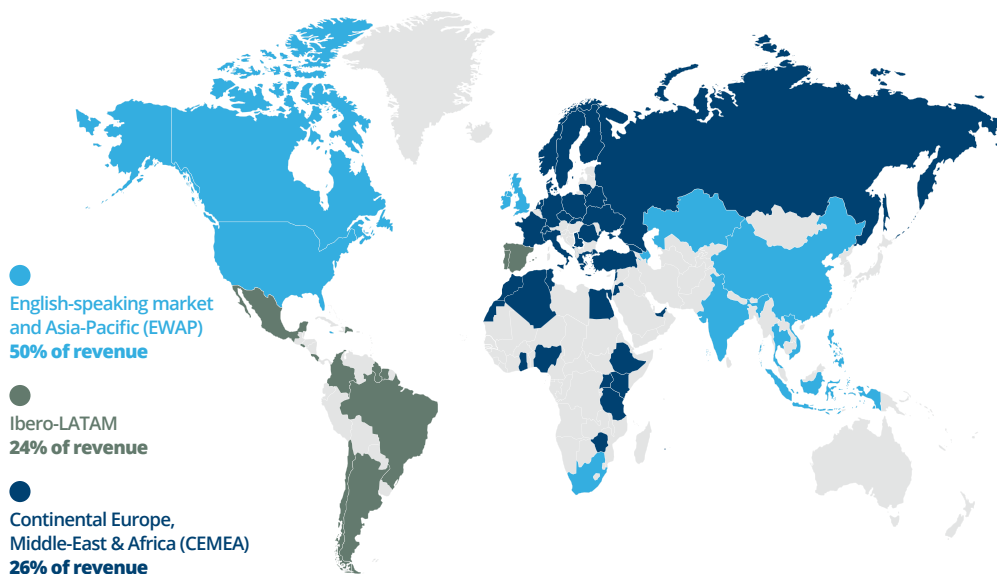 English-speaking market
and Asia-Pacific (EWAP)
50% of revenue
Ibero-LATAM
24% of revenue
Continental Europe,
Middle-East & Africa (CEMEA)
26% of revenue